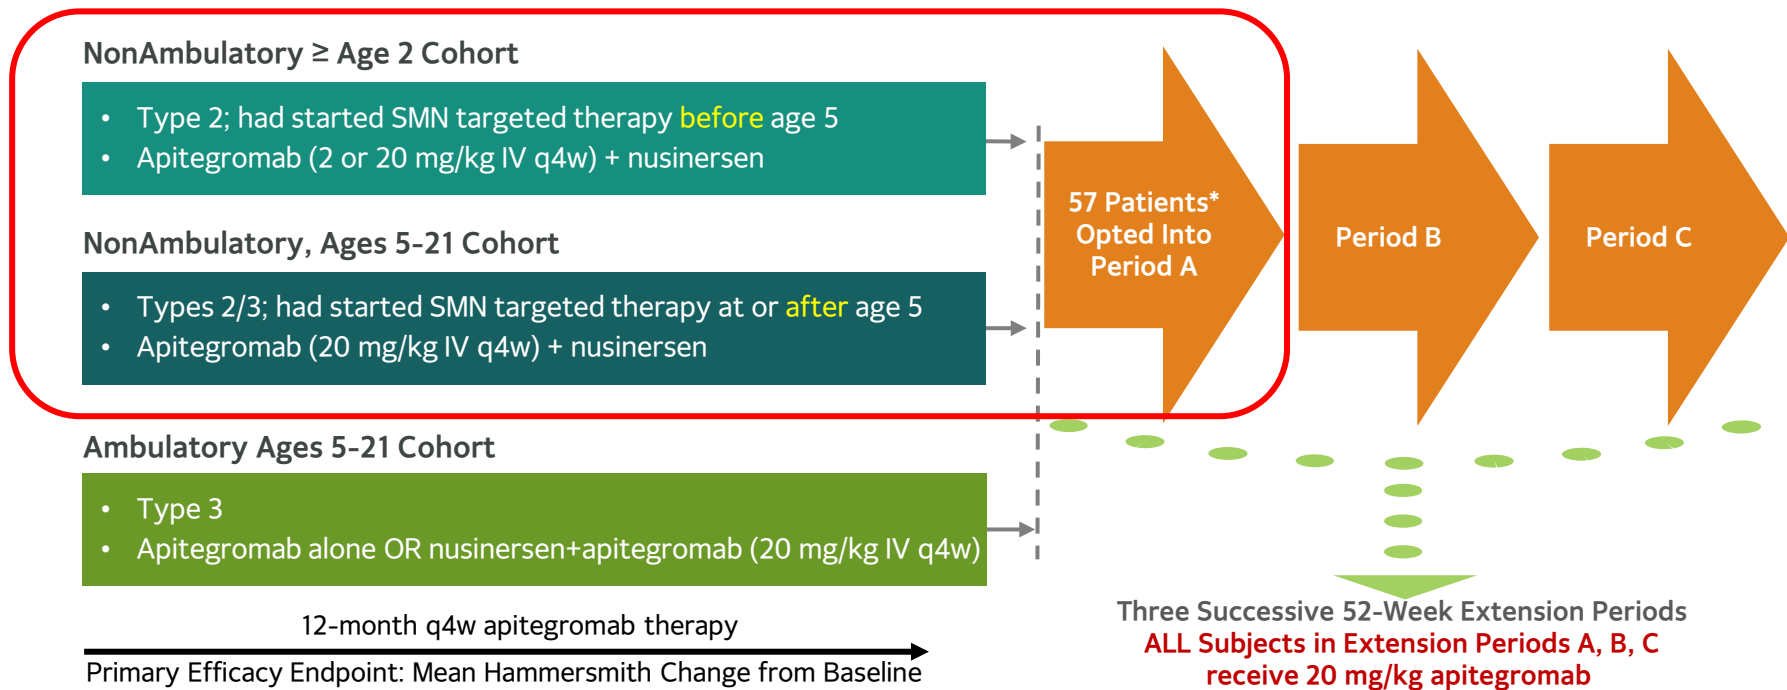 NonAmbulatory ≥ Age 2 Cohort
• Type 2; had started SMN targeted therapy before age 5
• Apitegromab (2 or 20 mg/kg IV q4w) + nusinersen
NonAmbulatory, Ages 5-21 Cohort
• Types 2/3; had started SMN targeted therapy at or after age 5
• Apitegromab (20 mg/kg IV q4w) + nusinersen
Ambulatory Ages 5-21 Cohort
• Type 3
• Apitegromab alone OR nusinersen+apitegromab (20 mg/kg IV q4w)
12-month q4w apitegromab therapy
Primary Efficacy Endpoint: Mean Hammersmith Change from Baseline
57 Patients*
Opted Into
Period A
Period B
Period C
Three Successive 52-Week Extension Periods
ALL Subjects in Extension Periods A, B, C
receive 20 mg/kg apitegromab